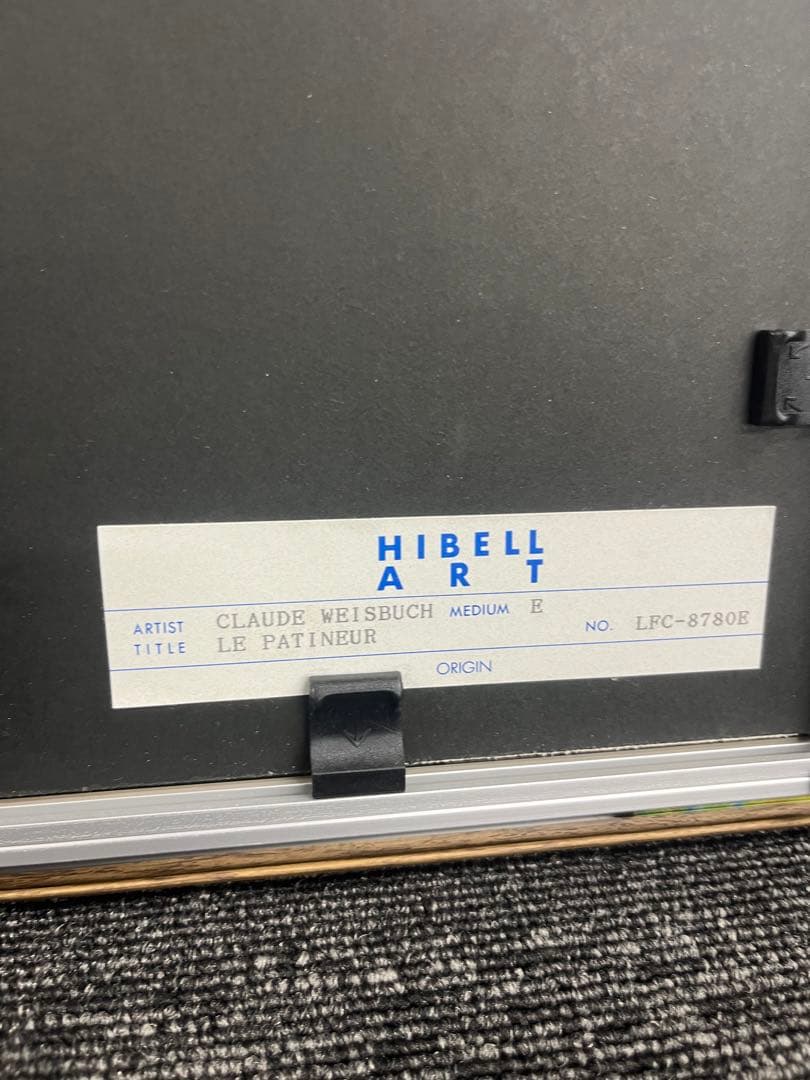 HIBELL
ART
ARTIST CLAUDE WEISBUCH MEDIUM E
TITLE LE PATINEUR NO. LFC-8780E
ORIGIN